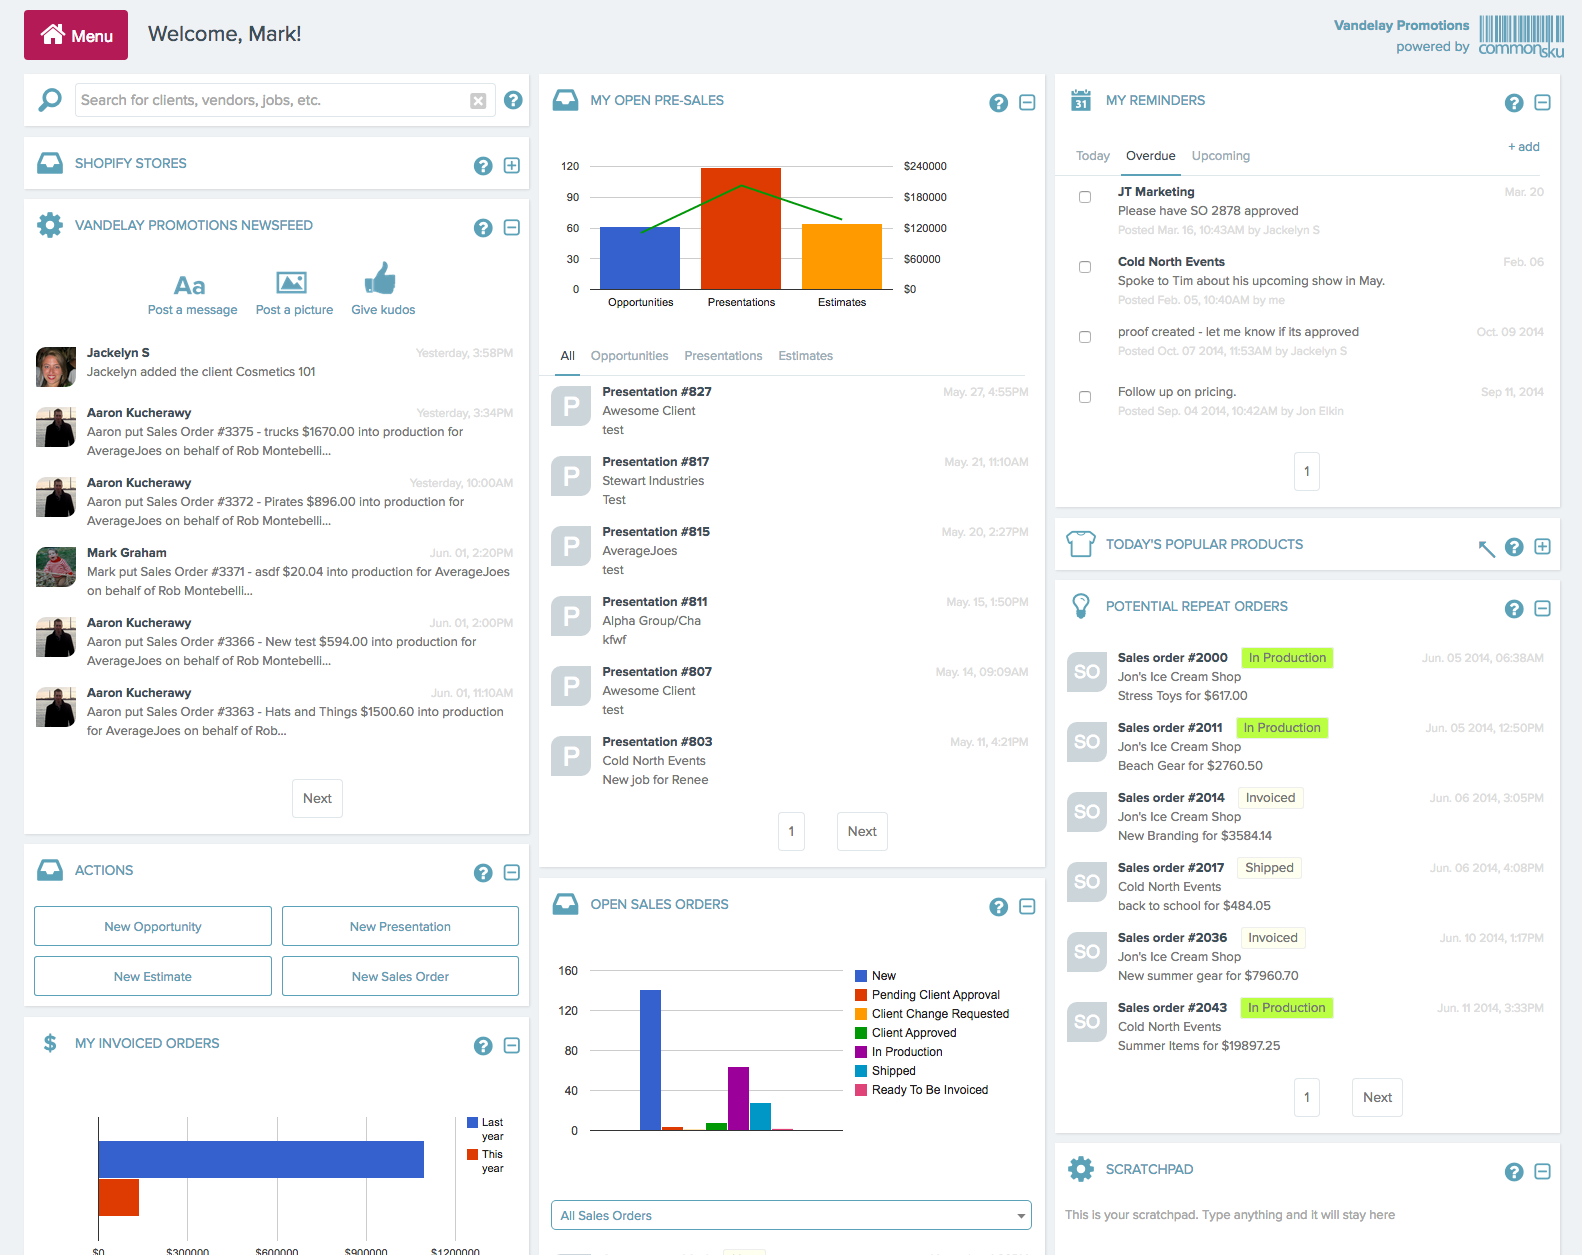 Menu
Welcome, Mark!
Vandelay Promotions
powered by
commonsku
Search for clients, vendors, jobs, etc.
SHOPIFY STORES
VANDELAY PROMOTIONS NEWSFEED
Aa
Post a message
Post a picture
Give kudos
Jackelyn S
Yesterday, 3:58PM
Jackelyn added the client Cosmetics 101
Aaron Kucherawy
Yesterday, 3:34PM
Aaron put Sales Order #3375 - trucks $1670.00 into production for
AverageJoes on behalf of Rob Montebelli...
Aaron Kucherawy
Yesterday, 10:00AM
Aaron put Sales Order #3372 - Pirates $896.00 into production for
AverageJoes on behalf of Rob Montebelli...
Mark Graham
Jun. 01, 2:20PM
Mark put Sales Order #3371 - asdf $20.04 into production for AverageJoes
on behalf of Rob Montebelli...
Aaron Kucherawy
Jun. 01, 2:00PM
Aaron put Sales Order #3366 - New test $594.00 into production for
AverageJoes on behalf of Rob Montebelli...
Aaron Kucherawy
Jun. 01, 11:10AM
Aaron put Sales Order #3363 - Hats and Things $1500.60 into production
for AverageJoes on behalf of Rob...
Next
ACTIONS
New Opportunity
New Presentation
New Estimate
New Sales Order
$ MY INVOICED ORDERS
Last
year
This
year
$0 $300000 $600000 $900000 $1200000
MY OPEN PRE-SALES
120 $240000
90 $180000
60 $120000
30 $60000
0 $0
Opportunities Presentations Estimates
All Opportunities Presentations Estimates
P
Presentation #827
May. 27, 4:55PM
Awesome Client
test
P
Presentation #817
May. 21, 11:10AM
Stewart Industries
Test
P
Presentation #815
May. 20, 2:27PM
AverageJoes
test
P
Presentation #811
May. 15, 1:50PM
Alpha Group/Cha
kfwf
P
Presentation #807
May. 14, 09:09AM
Awesome Client
test
P
Presentation #803
May. 11, 4:21PM
Cold North Events
New job for Renee
1
Next
OPEN SALES ORDERS
160
120
80
40
0
New
Pending Client Approval
Client Change Requested
Client Approved
In Production
Shipped
Ready To Be Invoiced
All Sales Orders
31
MY REMINDERS
+ add
Today Overdue Upcoming
JT Marketing
Mar. 20
Please have SO 2878 approved
Posted Mar. 16, 10:43AM by Jackelyn S
Cold North Events
Feb. 06
Spoke to Tim about his upcoming show in May.
Posted Feb. 05, 10:40AM by me
proof created - let me know if its approved
Oct. 09 2014
Posted Oct. 07 2014, 11:53AM by Jackelyn S
Follow up on pricing.
Sep 11, 2014
Posted Sep. 04 2014, 10:42AM by Jon Elkin
1
TODAY'S POPULAR PRODUCTS
POTENTIAL REPEAT ORDERS
SO
Sales order #2000 In Production
Jun. 05 2014, 06:38AM
Jon's Ice Cream Shop
Stress Toys for $617.00
SO
Sales order #2011 In Production
Jun. 05 2014, 12:50PM
Jon's Ice Cream Shop
Beach Gear for $2760.50
SO
Sales order #2014 Invoiced
Jun. 06 2014, 3:05PM
Jon's Ice Cream Shop
New Branding for $3584.14
SO
Sales order #2017 Shipped
Jun. 06 2014, 4:08PM
Cold North Events
back to school for $484.05
SO
Sales order #2036 Invoiced
Jun. 10 2014, 1:17PM
Jon's Ice Cream Shop
New summer gear for $7960.70
SO
Sales order #2043 In Production
Jun. 11 2014, 3:33PM
Cold North Events
Summer Items for $19897.25
1
Next
SCRATCHPAD
This is your scratchpad. Type anything and it will stay here